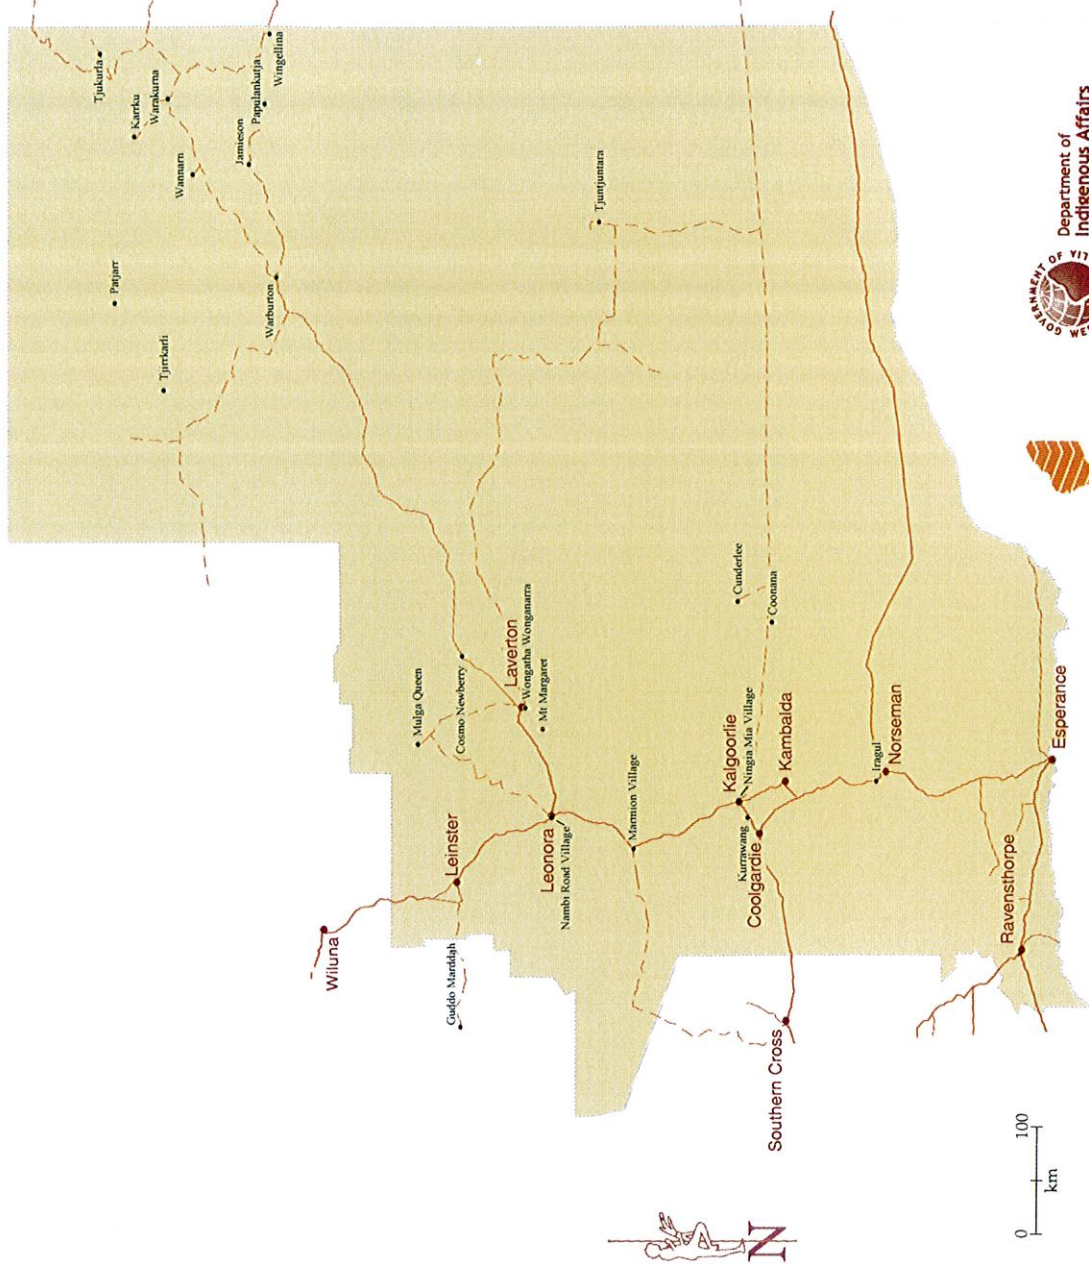 Tjukurla
Karrku
Warakurna
Wannarn
Jamieson
Papulankutja
Wingellina
Patjarr
Tjirrkarli
Warburton
Tjuntjuntara
Mulga Queen
Cosmo Newberry
Laverton
Wongatha Wonganarra
Mt Margaret
Cunderlee
Coonana
Wiluna
Leinster
Guddo Marddah
Leonora
Nambi Road Village
Marmion Village
Kalgoorlie
Ningia Mia Village
Kambalda
Kurrawang
Coolgardie
Iragul
Norseman
Southern Cross
Ravensthorpe
Esperance
N
0 100
km
GOVERNMENT OF
Department of
Indigenous Affairs